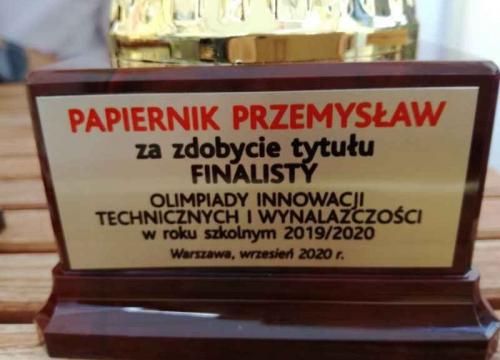 PAPIERNIK PRZEMYSŁAW
za zdobycie tytułu
FINALISTY
OLIMPIADY INNOWACJI
TECHNICZNYCH I WYNALAZCZOŚCI
w roku szkolnym 2019/2020
Warszawa, wrzesień 2020 r.